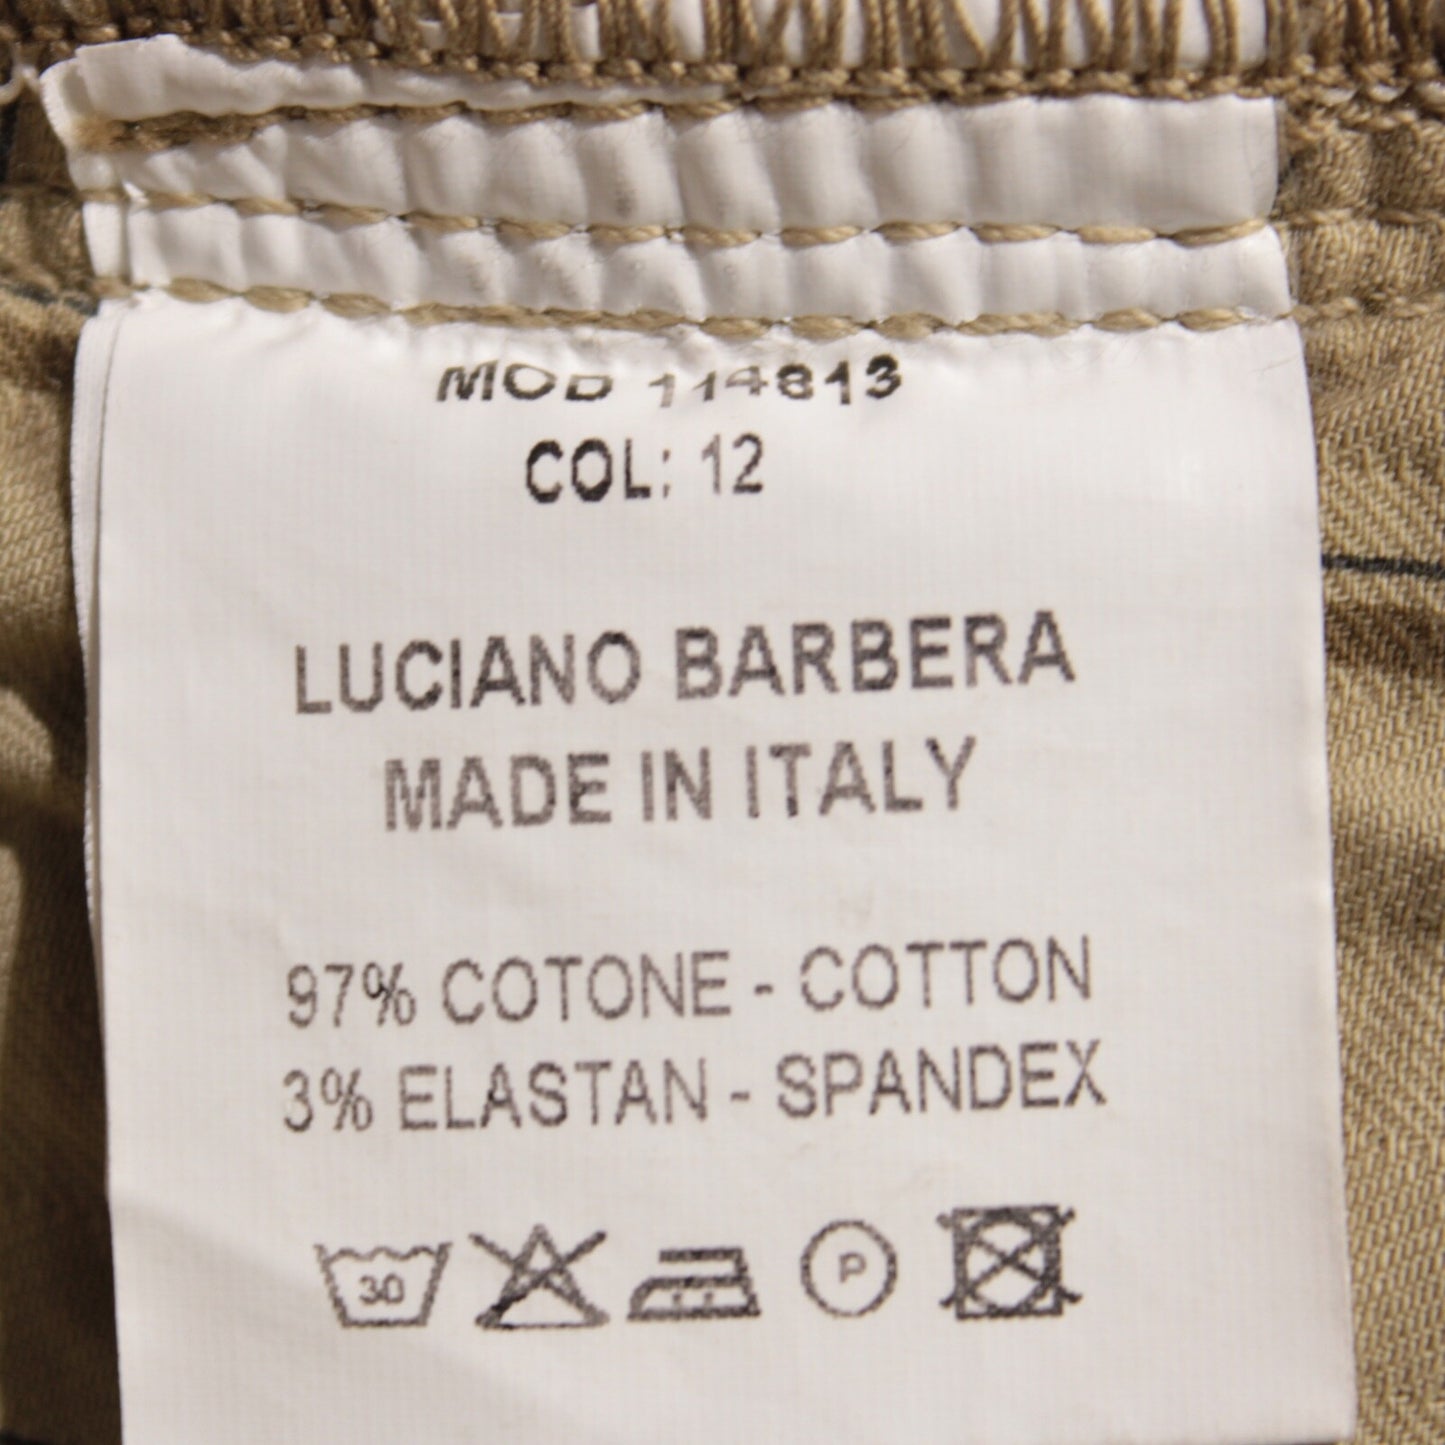 MOD 114813
COL: 12
LUCIANO BARBERA
MADE IN ITALY
97% COTONE - COTTON
3% ELASTAN - SPANDEX
30
P